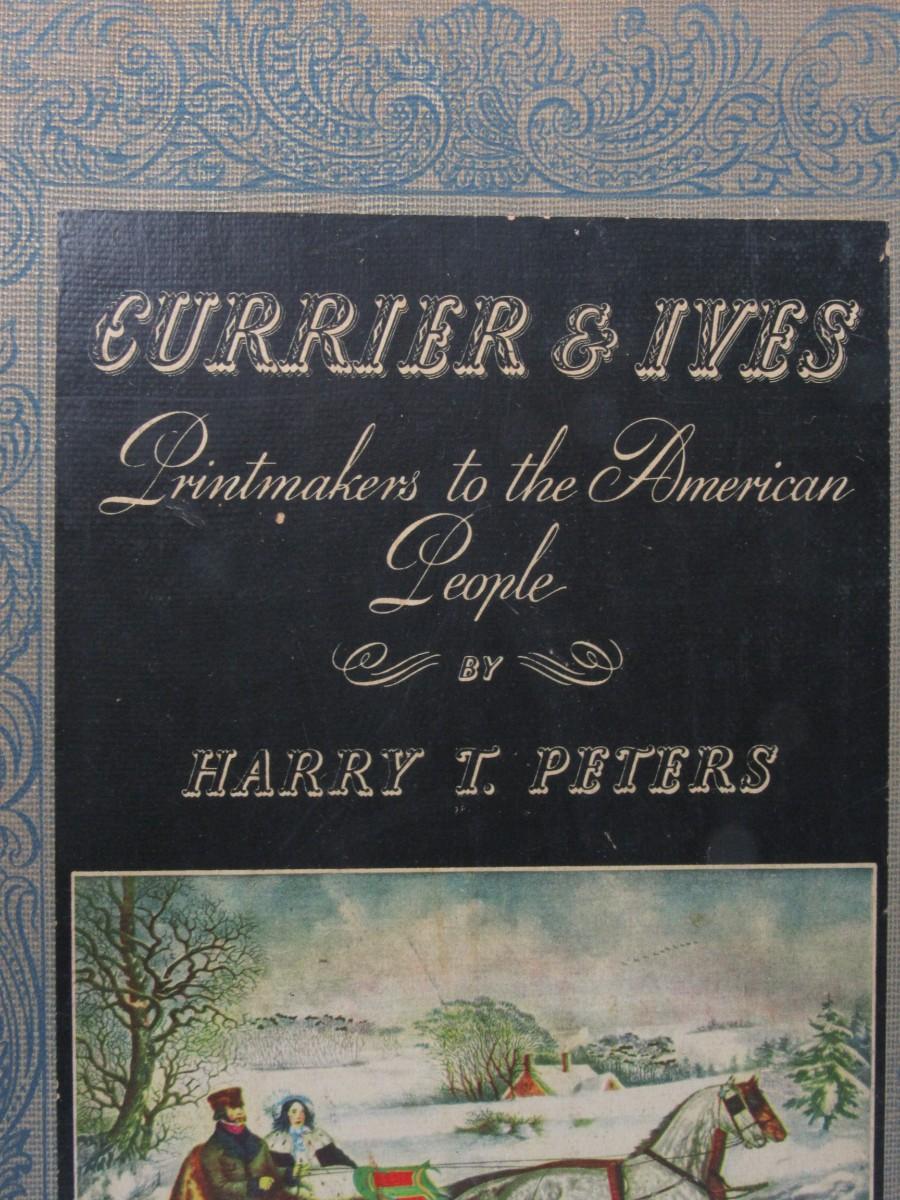 CURRIER & IVES
Printmakers to the American
People
BY
HARRY T. PETERS